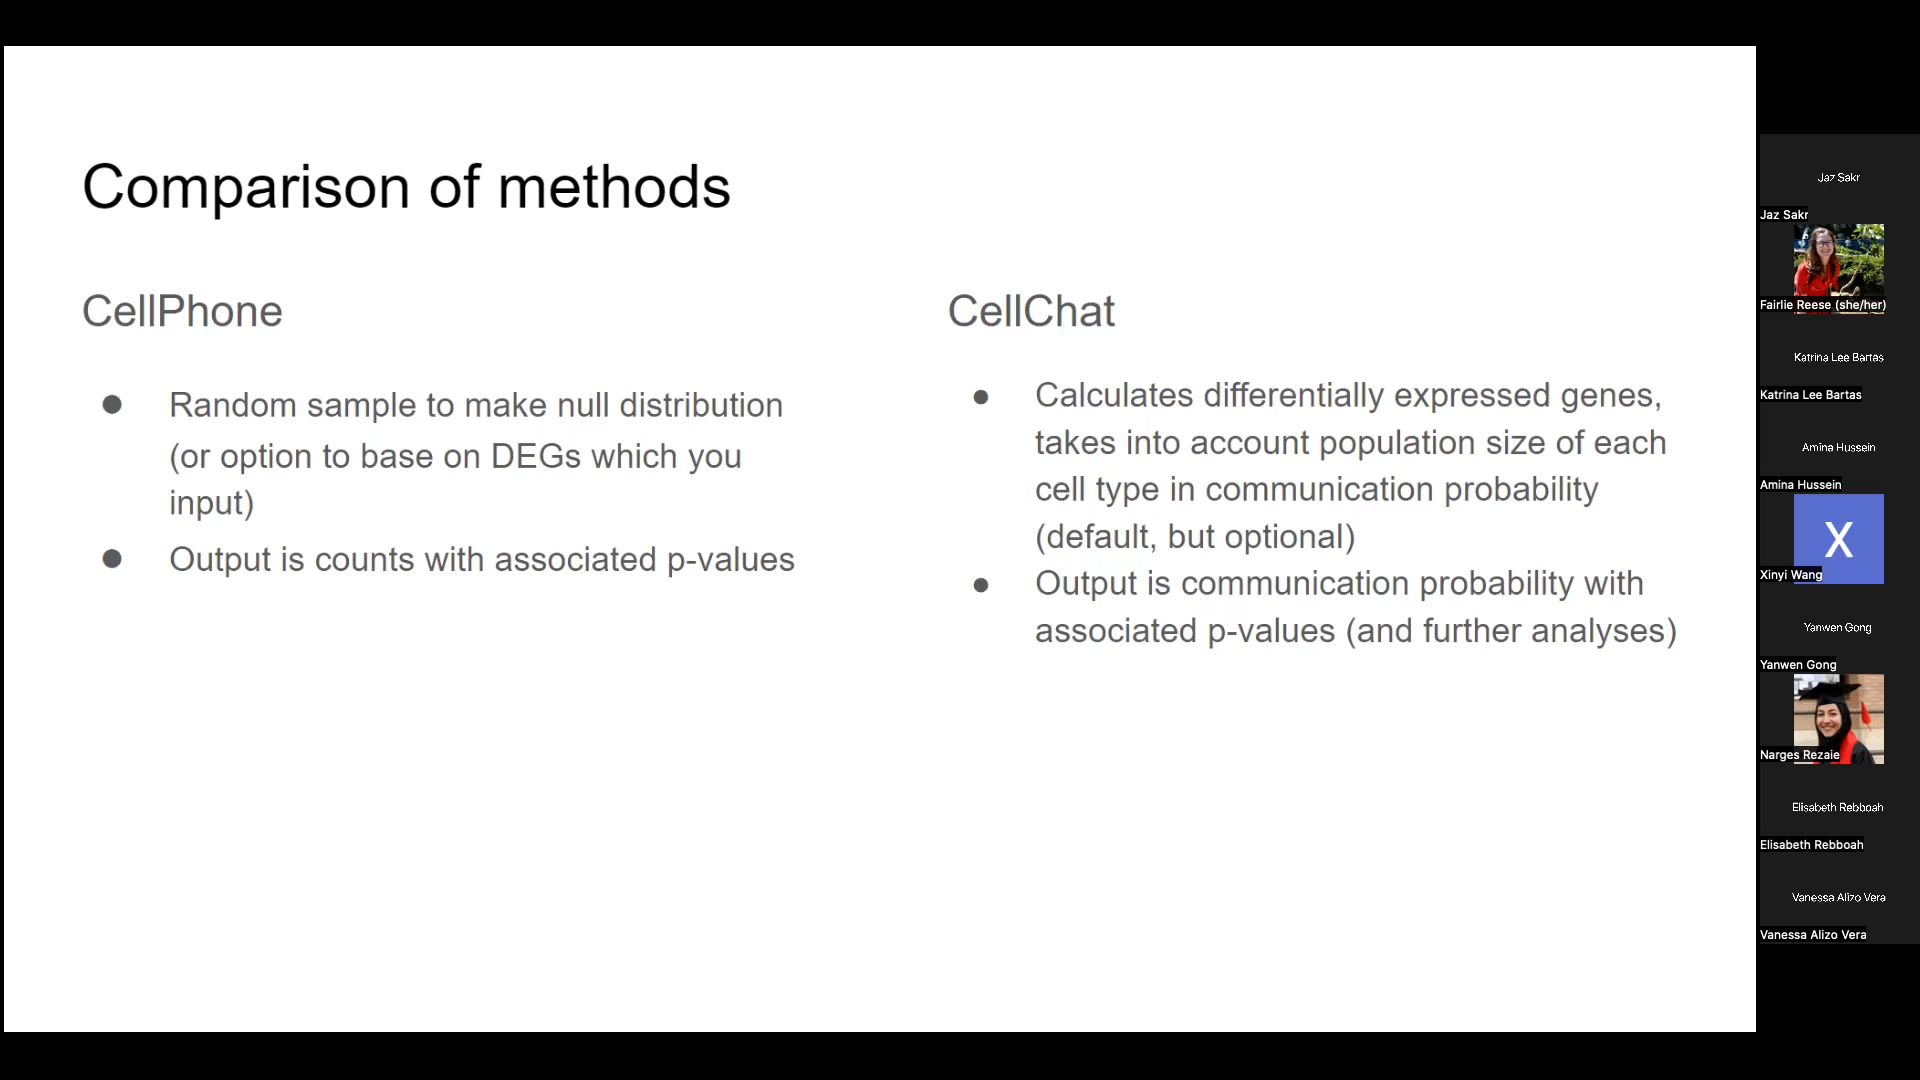 Comparison of methods
CellPhone
Random sample to make null distribution
(or option to base on DEGs which you
input)
Output is counts with associated p-values
CellChat
Calculates differentially expressed genes,
takes into account population size of each
cell type in communication probability
(default, but optional)
Output is communication probability with
associated p-values (and further analyses)
Jaz Sakr
Jaz Sakr
Fairlie Reese (she/her)
Katrina Lee Bartas
Katrina Lee Bartas
Amina Hussein
Amina Hussein
X
Xinyi Wang
Yanwen Gong
Yanwen Gong
Narges Rezaie
Elisabeth Rebboah
Elisabeth Rebboah
Vanessa Alizo Vera
Vanessa Alizo Vera